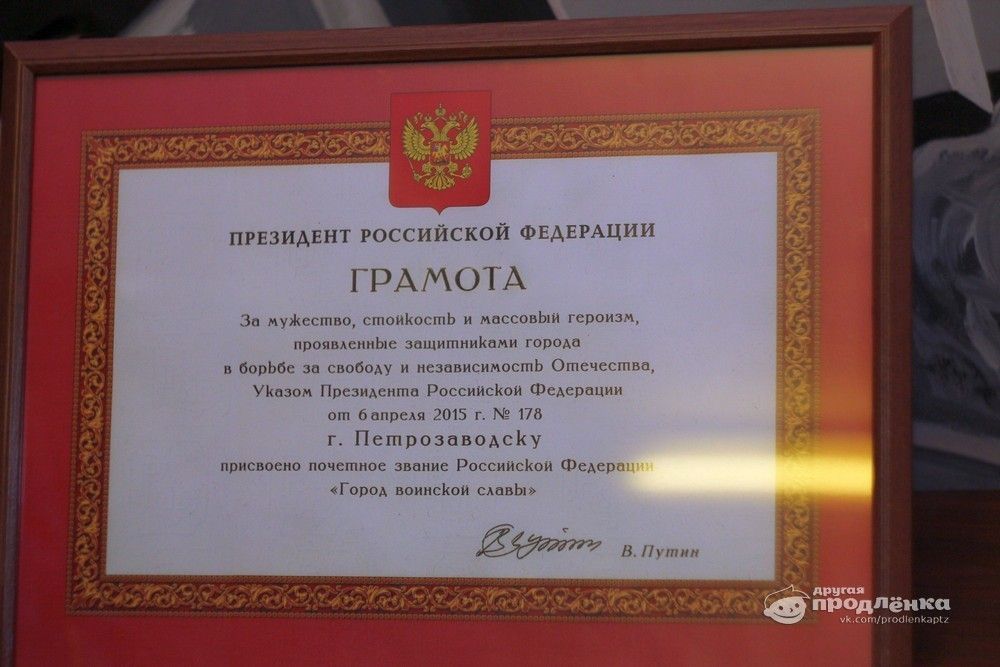 ПРЕЗИДЕНТ РОССИЙСКОЙ ФЕДЕРАЦИИ
ГРАМОТА
За мужество, стойкость и массовый героизм,
проявленные защитниками города
в борьбе за свободу и независимость Отечества,
Указом Президента Российской Федерации
от 6 апреля 2015 г. № 178
г. Петрозаводску
присвоено почетное звание Российской Федерации
«Город воинской славы»
В. Путин
другая
продлёнка
vk.com/prodlenkaptz